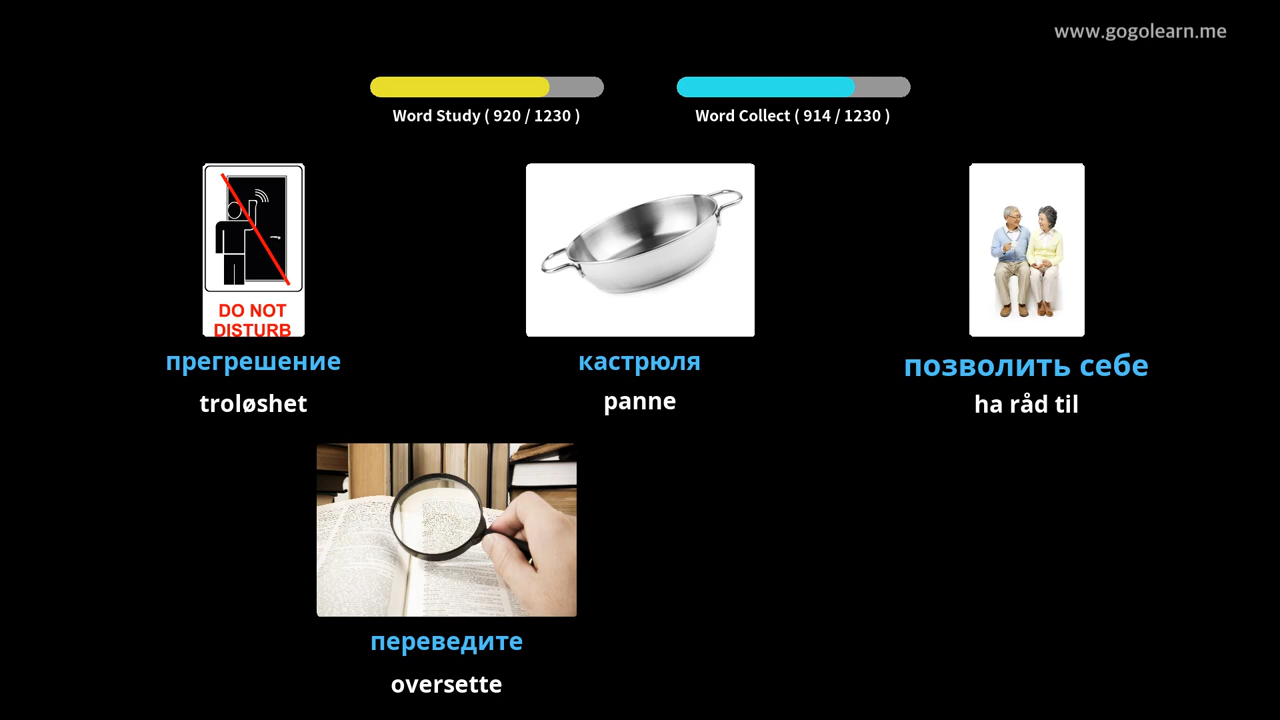 www.gogolearn.me
Word Study ( 920 / 1230 )
Word Collect ( 914 / 1230 )
DO NOT
DISTURB
прегрешение
troløshet
кастрюля
panne
позволить себе
ha råd til
переведите
oversette